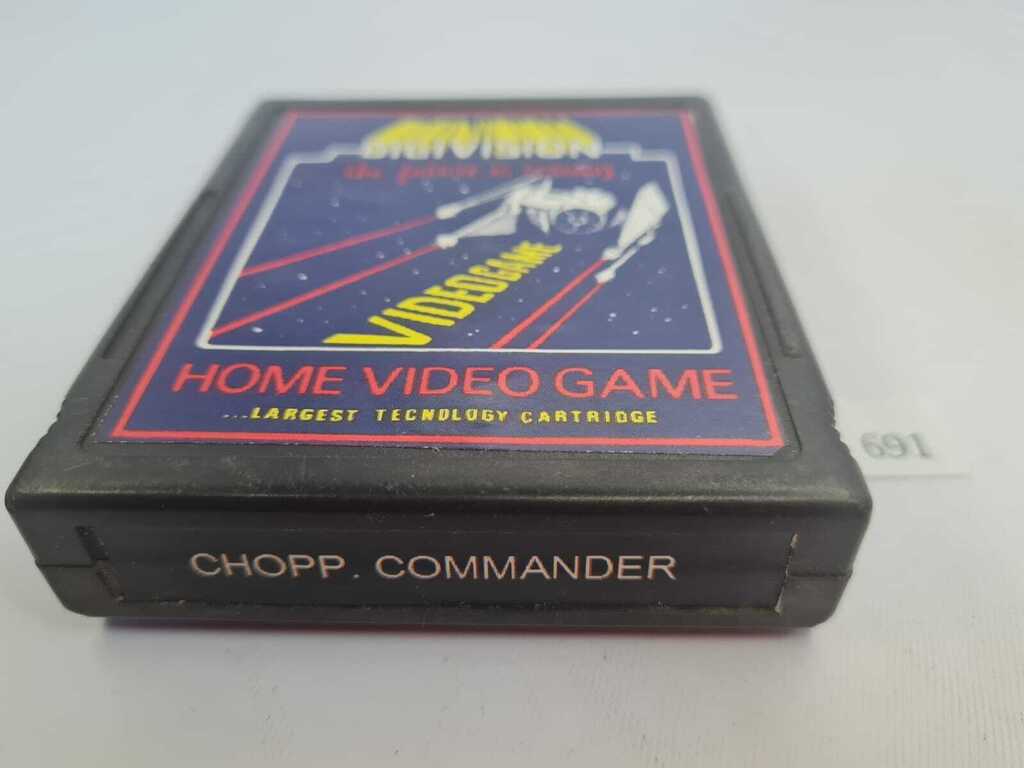 DIGIVISION
the future is coming
VIDEOGAME
HOME VIDEO GAME
...LARGEST TECNOLOGY CARTRIDGE
691
CHOPP. COMMANDER